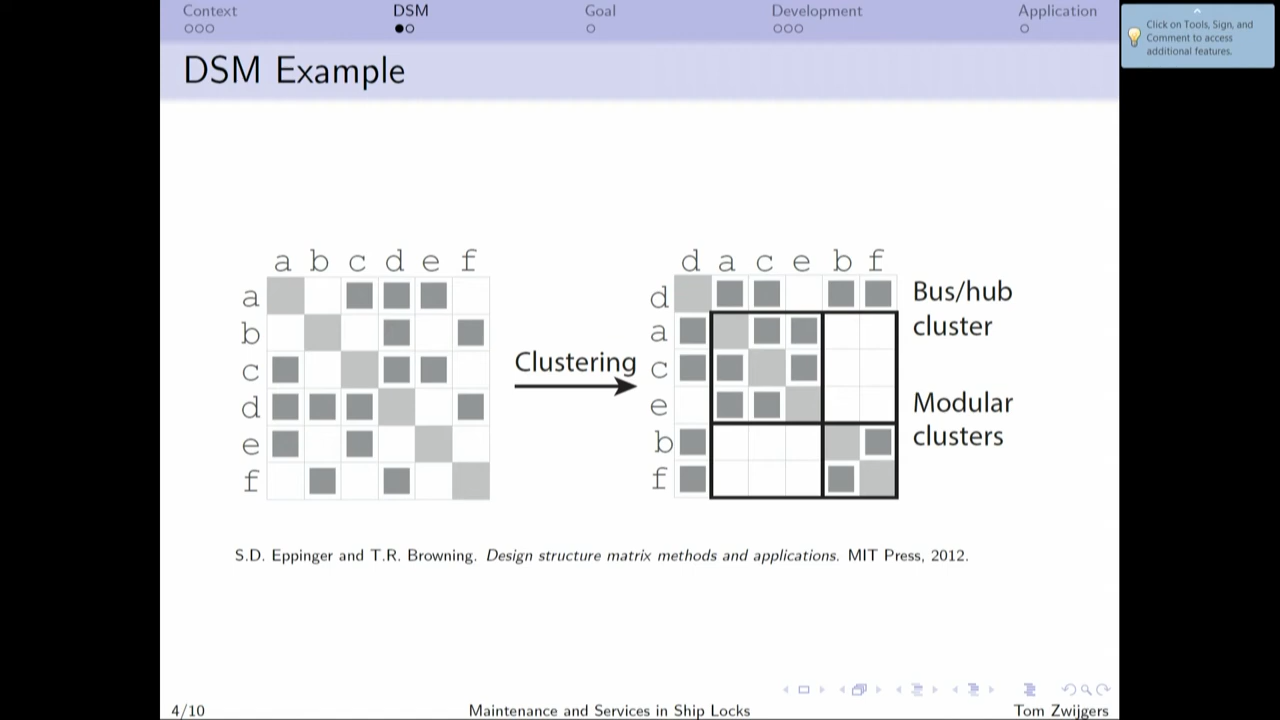 Context DSM Goal Development Application
DSM Example
Click on Tools, Sign, and
Comment to access
additional features.
a b c d e f
a
b
c
d
e
f
Clustering
d a c e b f
d
a
c
e
b
f
Bus/hub
cluster
Modular
clusters
S.D. Eppinger and T.R. Browning. Design structure matrix methods and applications. MIT Press, 2012.
4/10 Maintenance and Services in Ship Locks Tom Zwijgers